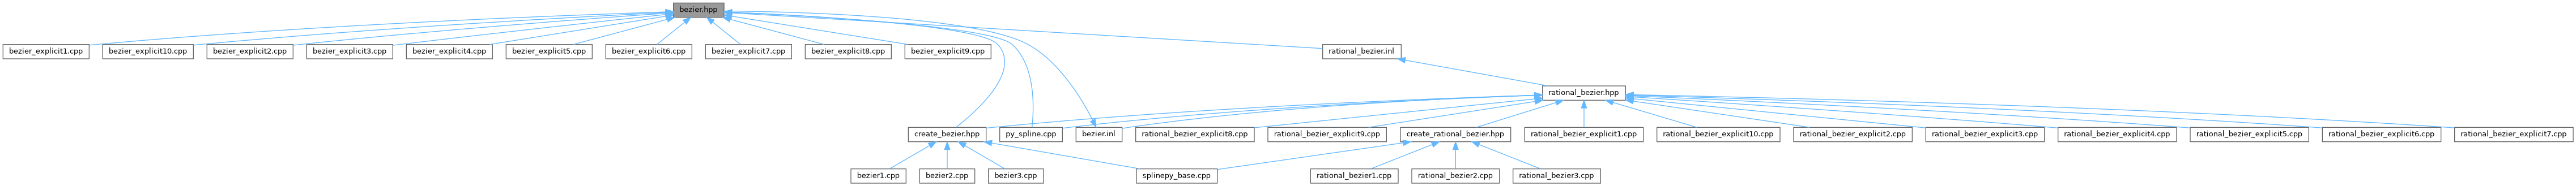 bezier.hpp
bezier_explicit1.cpp
bezier_explicit10.cpp
bezier_explicit2.cpp
bezier_explicit3.cpp
bezier_explicit4.cpp
bezier_explicit5.cpp
bezier_explicit6.cpp
bezier_explicit7.cpp
bezier_explicit8.cpp
bezier_explicit9.cpp
rational_bezier.inl
rational_bezier.hpp
create_bezier.hpp
py_spline.cpp
bezier.inl
rational_bezier_explicit8.cpp
rational_bezier_explicit9.cpp
create_rational_bezier.hpp
rational_bezier_explicit1.cpp
rational_bezier_explicit10.cpp
rational_bezier_explicit2.cpp
rational_bezier_explicit3.cpp
rational_bezier_explicit4.cpp
rational_bezier_explicit5.cpp
rational_bezier_explicit6.cpp
rational_bezier_explicit7.cpp
bezier1.cpp
bezier2.cpp
bezier3.cpp
splinepy_base.cpp
rational_bezier1.cpp
rational_bezier2.cpp
rational_bezier3.cpp